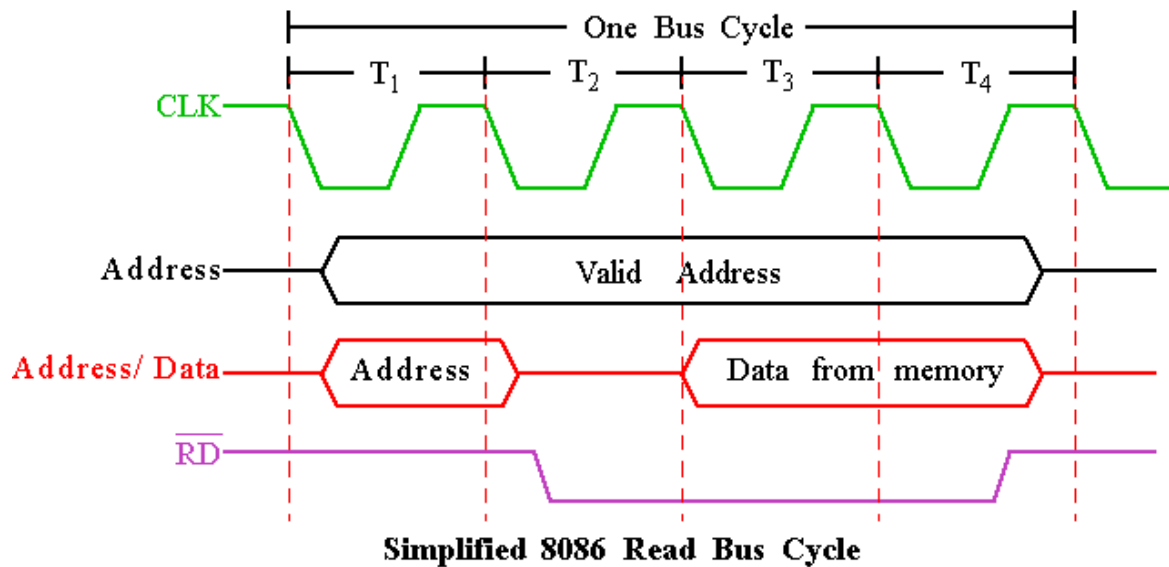 One Bus Cycle
T₁ T₂ T₃ T₄
CLK
Address Valid Address
Address/ Data Address Data from memory
R̅D̅
Simplified 8086 Read Bus Cycle